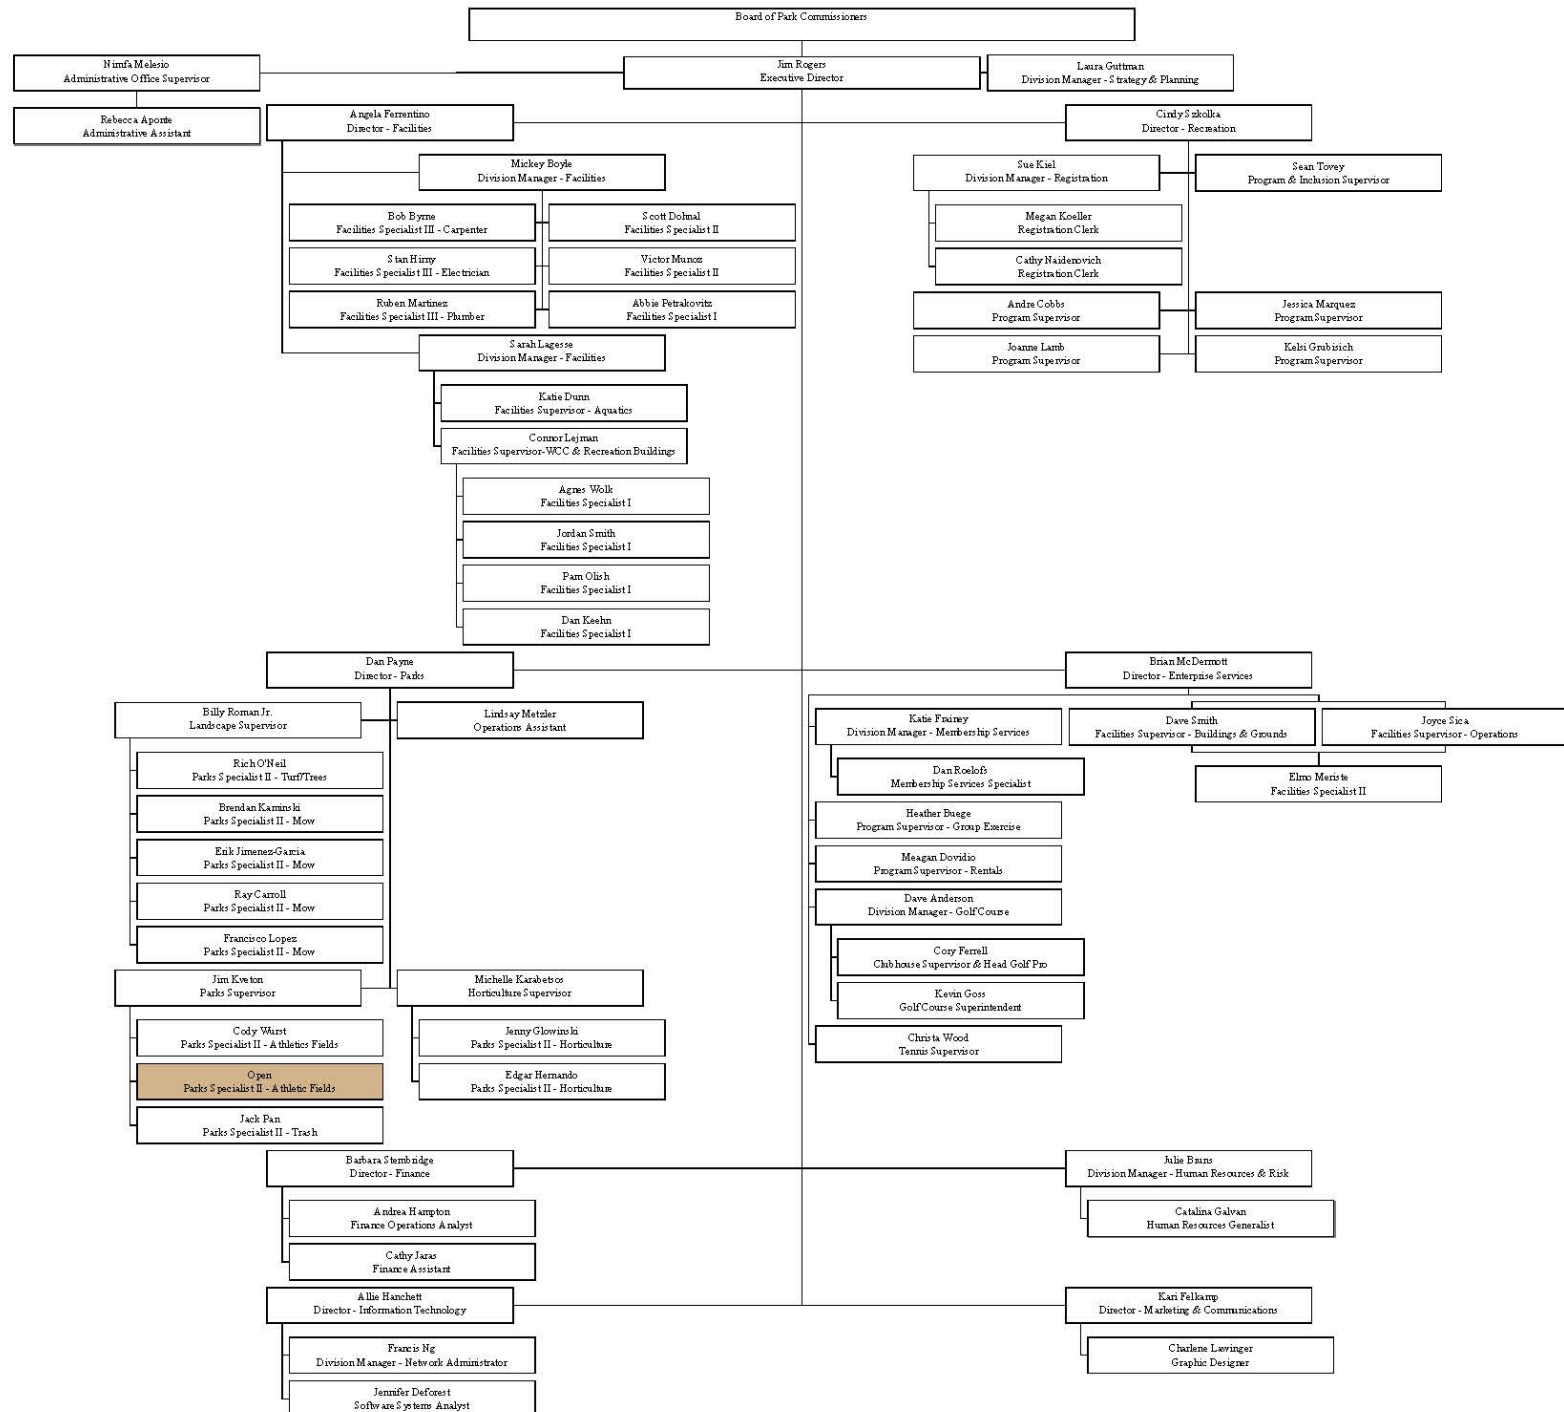 Board of Park Commissioners
Nimfa Melesio
Administrative Office Supervisor
Jim Rogers
Executive Director
Laura Guttman
Division Manager - Strategy & Planning
Rebecca Aponte
Administrative Assistant
Angela Ferrentino
Director - Facilities
Cindy Szkolka
Director - Recreation
Mickey Boyle
Division Manager - Facilities
Sue Kiel
Division Manager - Registration
Sean Tovey
Program & Inclusion Supervisor
Bob Byrne
Facilities Specialist III - Carpenter
Scott Dohnal
Facilities Specialist II
Megan Koeller
Registration Clerk
Stan Hirny
Facilities Specialist III - Electrician
Victor Munoz
Facilities Specialist II
Cathy Naidenovich
Registration Clerk
Ruben Martinez
Facilities Specialist III - Plumber
Abbie Petrakovitz
Facilities Specialist I
Andre Cobbs
Program Supervisor
Jessica Marquez
Program Supervisor
Sarah Lagesse
Division Manager - Facilities
Joanne Lamb
Program Supervisor
Kelsi Grubisich
Program Supervisor
Katie Dunn
Facilities Supervisor - Aquatics
Connor Lejman
Facilities Supervisor-WCC & Recreation Buildings
Agnes Wolk
Facilities Specialist I
Jordan Smith
Facilities Specialist I
Pam Olish
Facilities Specialist I
Dan Keehn
Facilities Specialist I
Dan Payne
Director - Parks
Brian McDermott
Director - Enterprise Services
Billy Roman Jr.
Landscape Supervisor
Lindsay Metzler
Operations Assistant
Katie Frainey
Division Manager - Membership Services
Dave Smith
Facilities Supervisor - Buildings & Grounds
Joyce Sica
Facilities Supervisor - Operations
Rich O'Neil
Parks Specialist II - Turf/Trees
Dan Roelofs
Membership Services Specialist
Elmo Meriste
Facilities Specialist II
Brendan Kaminski
Parks Specialist II - Mow
Heather Buege
Program Supervisor - Group Exercise
Erik Jimenez-Garcia
Parks Specialist II - Mow
Meagan Dovidio
Program Supervisor - Rentals
Ray Carroll
Parks Specialist II - Mow
Dave Anderson
Division Manager - Golf Course
Francisco Lopez
Parks Specialist II - Mow
Cory Ferrell
Clubhouse Supervisor & Head Golf Pro
Jim Kveton
Parks Supervisor
Michelle Karabetsos
Horticulture Supervisor
Kevin Goss
Golf Course Superintendent
Cody Wurst
Parks Specialist II - Athletics Fields
Jenny Glowinski
Parks Specialist II - Horticulture
Christa Wood
Tennis Supervisor
Open
Parks Specialist II - Athletic Fields
Edgar Hernando
Parks Specialist II - Horticulture
Jack Pan
Parks Specialist II - Trash
Barbara Stembridge
Director - Finance
Julie Bruns
Division Manager - Human Resources & Risk
Andrea Hampton
Finance Operations Analyst
Catalina Galvan
Human Resources Generalist
Cathy Jaras
Finance Assistant
Allie Hanchett
Director - Information Technology
Kari Felkamp
Director - Marketing & Communications
Francis Ng
Division Manager - Network Administrator
Charlene Lawinger
Graphic Designer
Jennifer Deforest
Software Systems Analyst